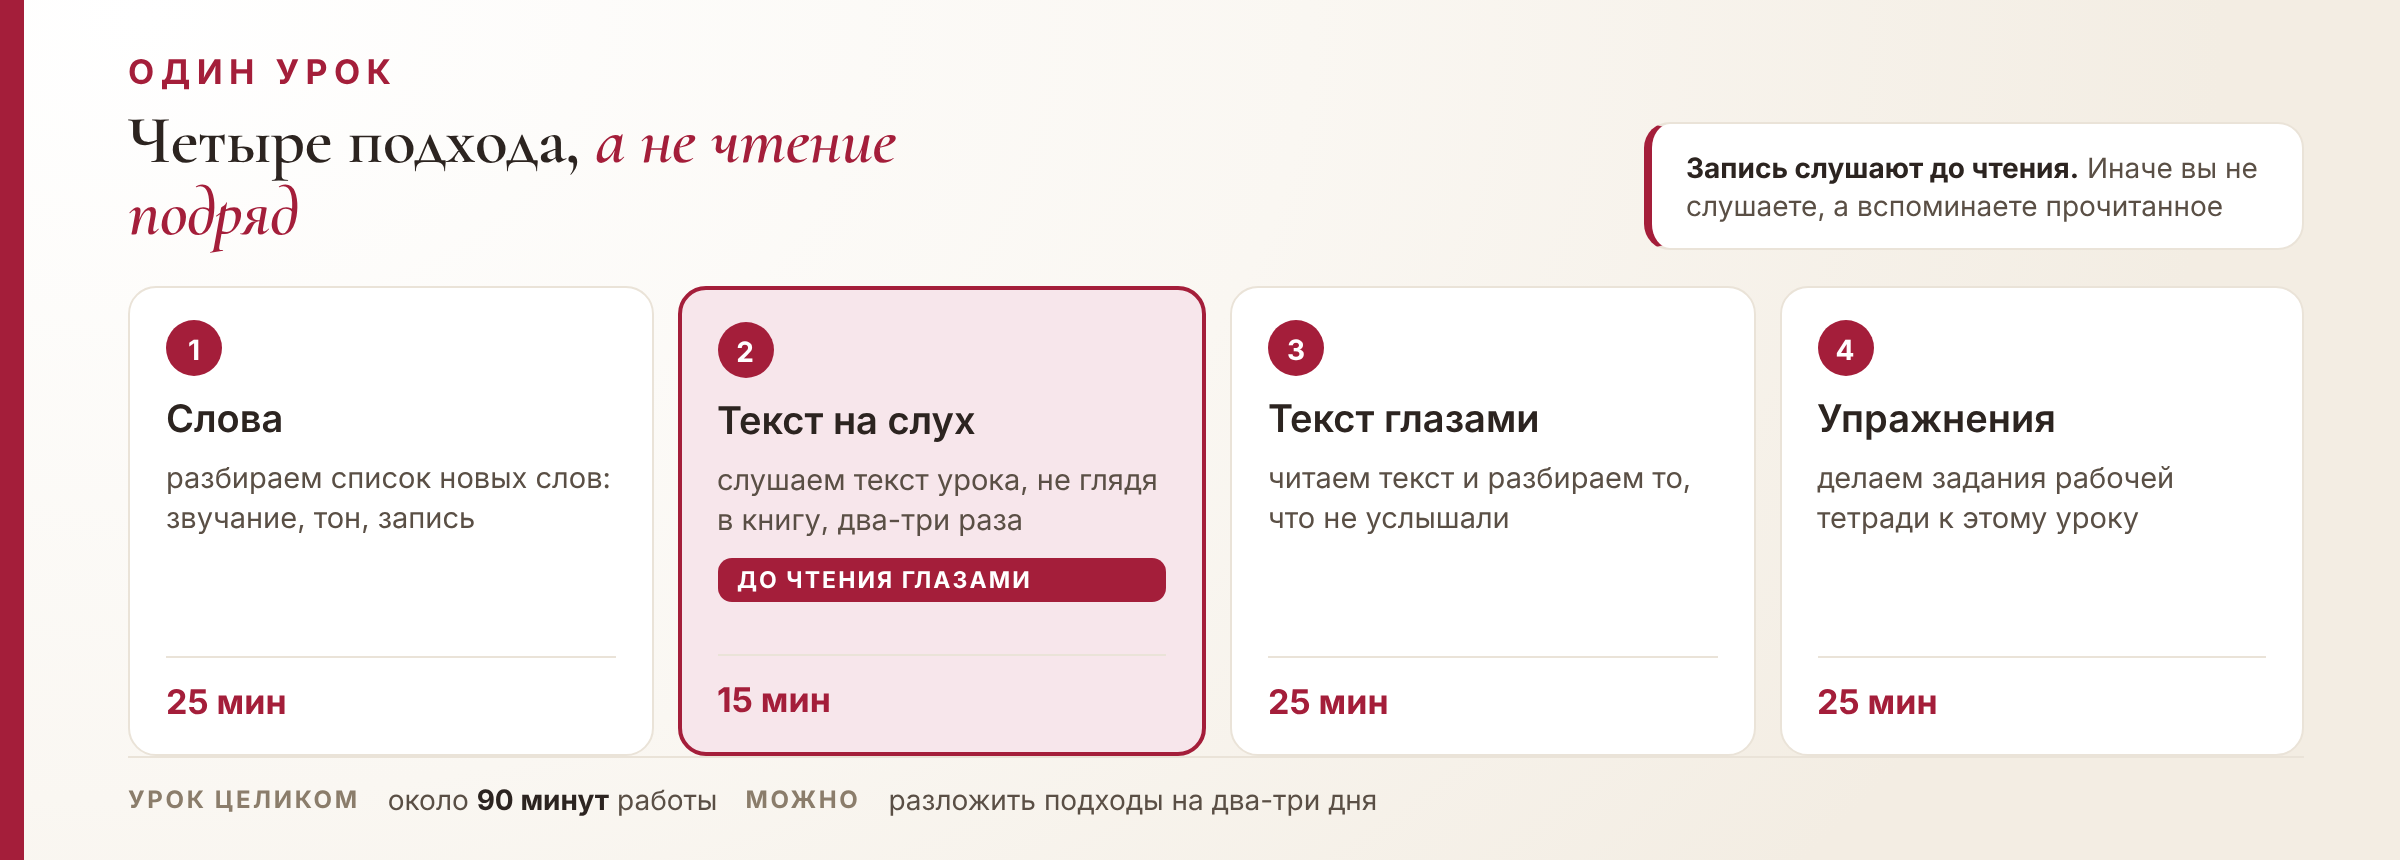 ОДИН УРОК
Четыре подхода, а не чтение
подряд
Запись слушают до чтения. Иначе вы не
слушаете, а вспоминаете прочитанное
1
Слова
разбираем список новых слов:
звучание, тон, запись
25 мин
2
Текст на слух
слушаем текст урока, не глядя
в книгу, два-три раза
ДО ЧТЕНИЯ ГЛАЗАМИ
15 мин
3
Текст глазами
читаем текст и разбираем то,
что не услышали
25 мин
4
Упражнения
делаем задания рабочей
тетради к этому уроку
25 мин
УРОК ЦЕЛИКОМ около 90 минут работы МОЖНО разложить подходы на два-три дня